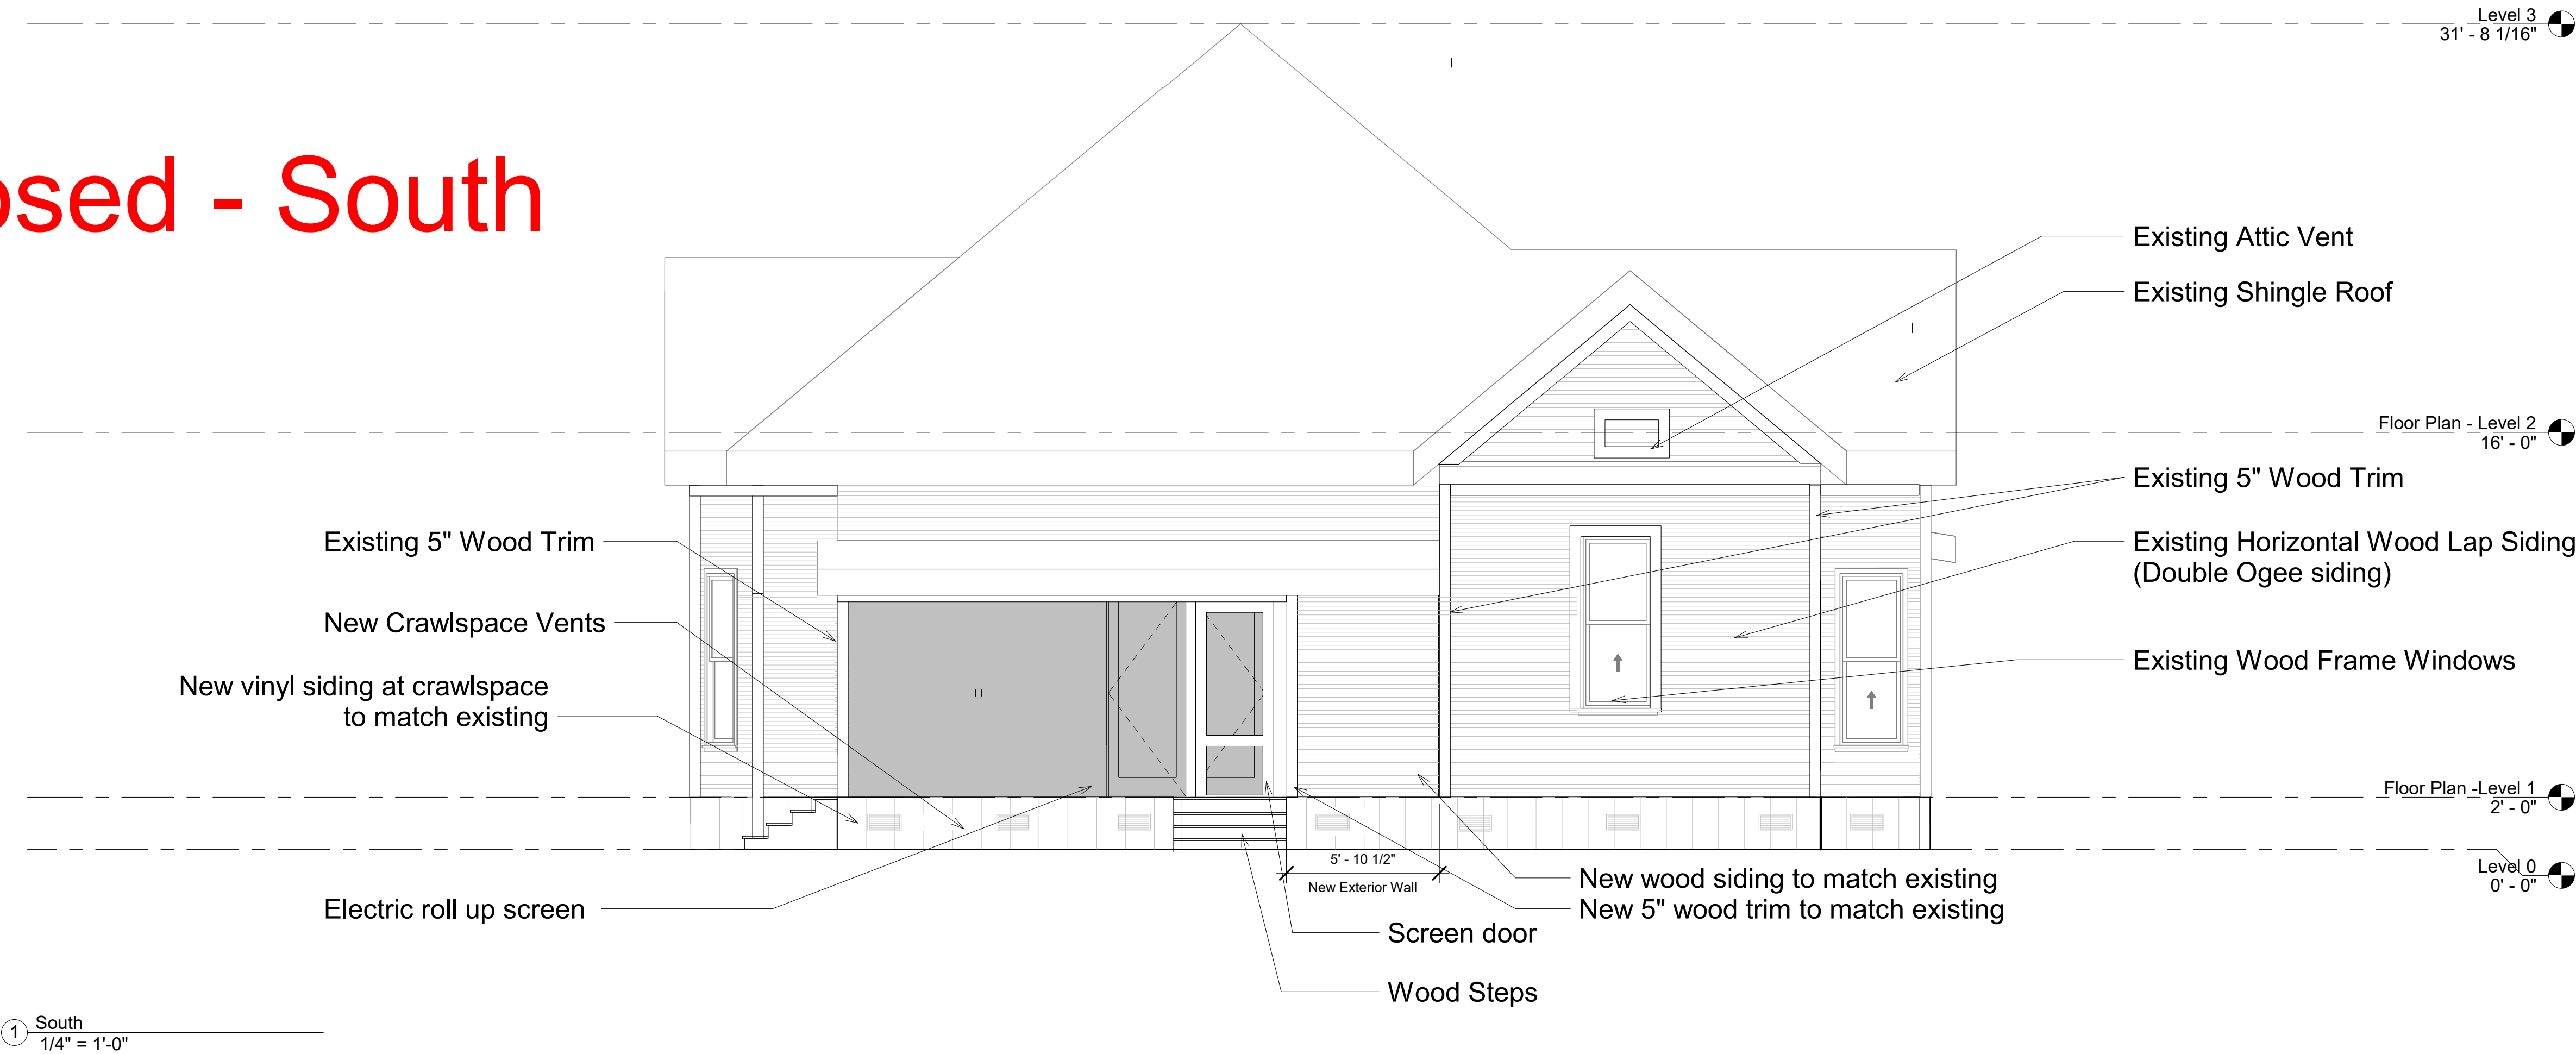 Level 3
31' - 8 1/16"
osed - South
Existing Attic Vent
Existing Shingle Roof
Floor Plan - Level 2
16' - 0"
Existing 5" Wood Trim
Existing 5" Wood Trim
Existing Horizontal Wood Lap Siding
(Double Ogee siding)
New Crawlspace Vents
Existing Wood Frame Windows
New vinyl siding at crawlspace
to match existing
Floor Plan -Level 1
2' - 0"
5' - 10 1/2"
New Exterior Wall
Level 0
0' - 0"
New wood siding to match existing
New 5" wood trim to match existing
Electric roll up screen
Screen door
Wood Steps
1
South
1/4" = 1'-0"